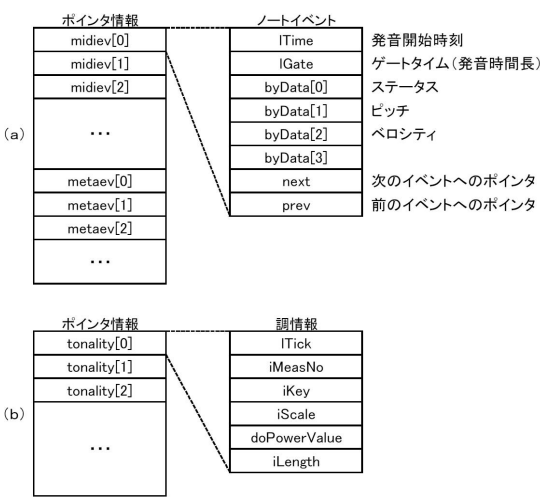 ポインタ情報
ノートイベント
midiev[0]
lTime
発音開始時刻
midiev[1]
lGate
ゲートタイム(発音時間長)
midiev[2]
byData[0]
ステータス
byData[1]
ピッチ
(a)
...
byData[2]
ベロシティ
byData[3]
metaev[0]
next
次のイベントへのポインタ
metaev[1]
prev
前のイベントへのポインタ
metaev[2]
...
ポインタ情報
調情報
tonality[0]
lTick
tonality[1]
iMeasNo
tonality[2]
iKey
(b)
iScale
...
doPowerValue
iLength